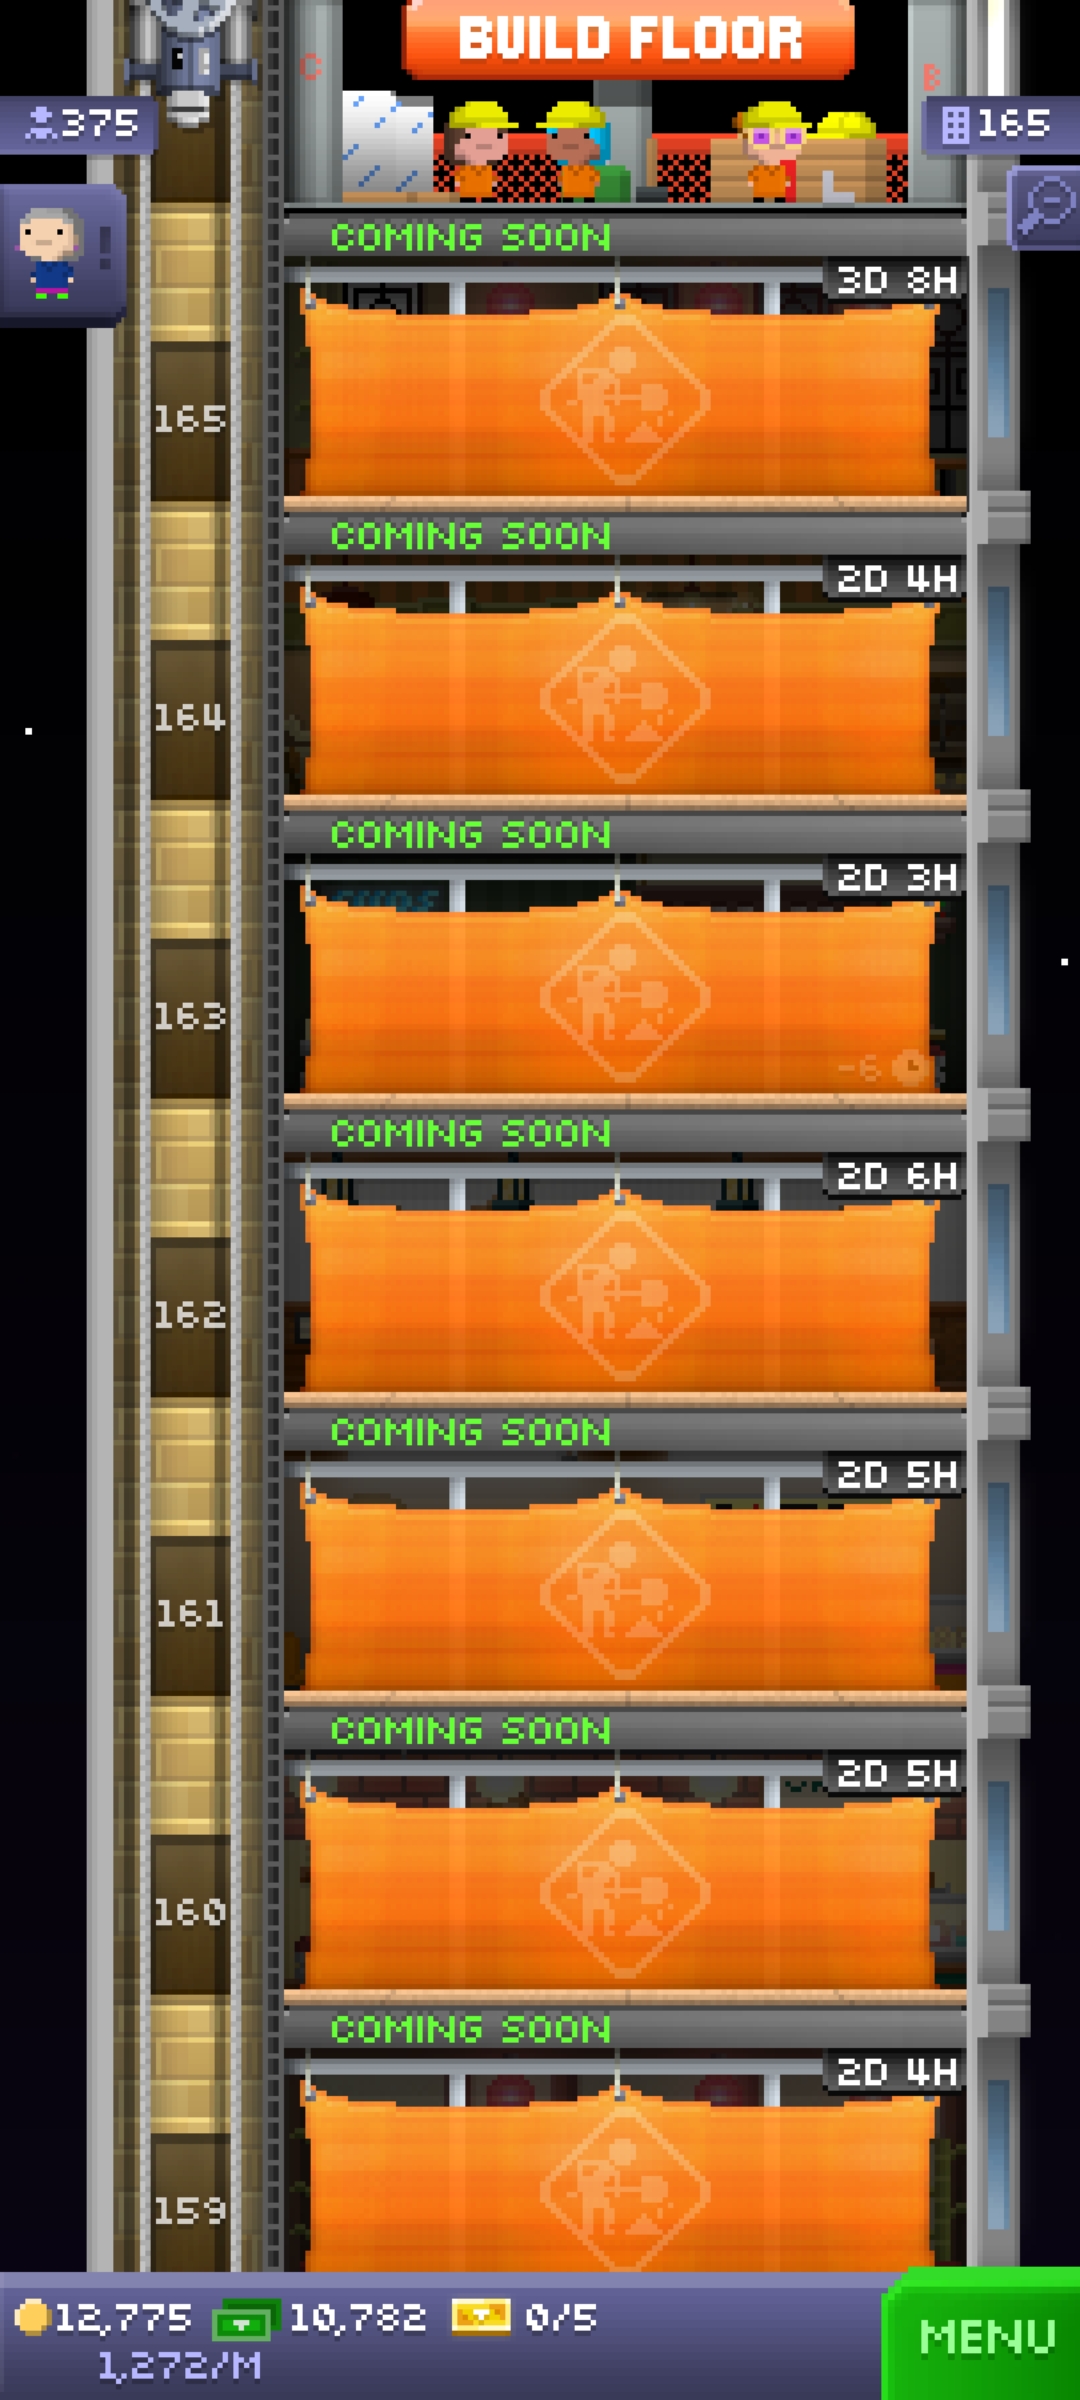 BUILD FLOOR
C
B
375
165
!
COMING SOON
3D 8H
165
COMING SOON
2D 4H
164
COMING SOON
2D 3H
163
-6
COMING SOON
2D 6H
162
COMING SOON
2D 5H
161
COMING SOON
2D 5H
160
COMING SOON
2D 4H
159
12,775 10,782 0/5
1,272/M
MENU